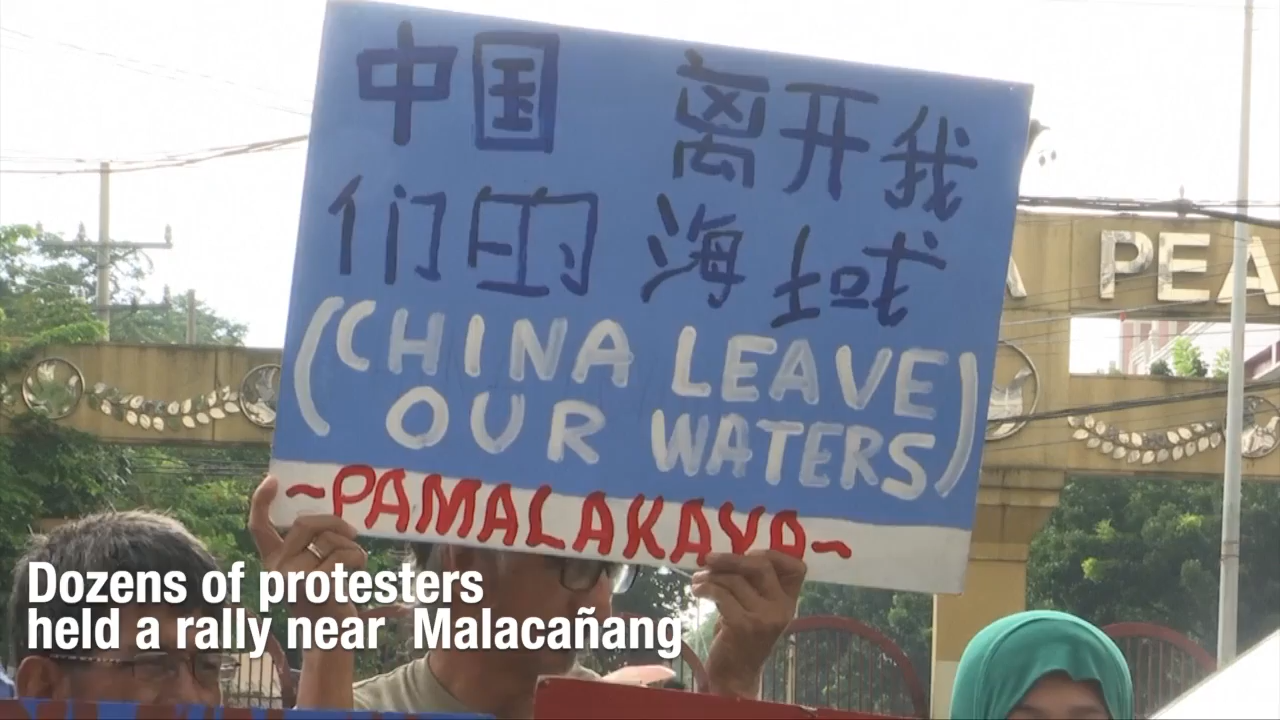 中国 离开我
们的海域
(CHINA LEAVE
OUR WATERS)
~PAMALAKAYA~
PEA
Dozens of protesters
held a rally near Malacañang